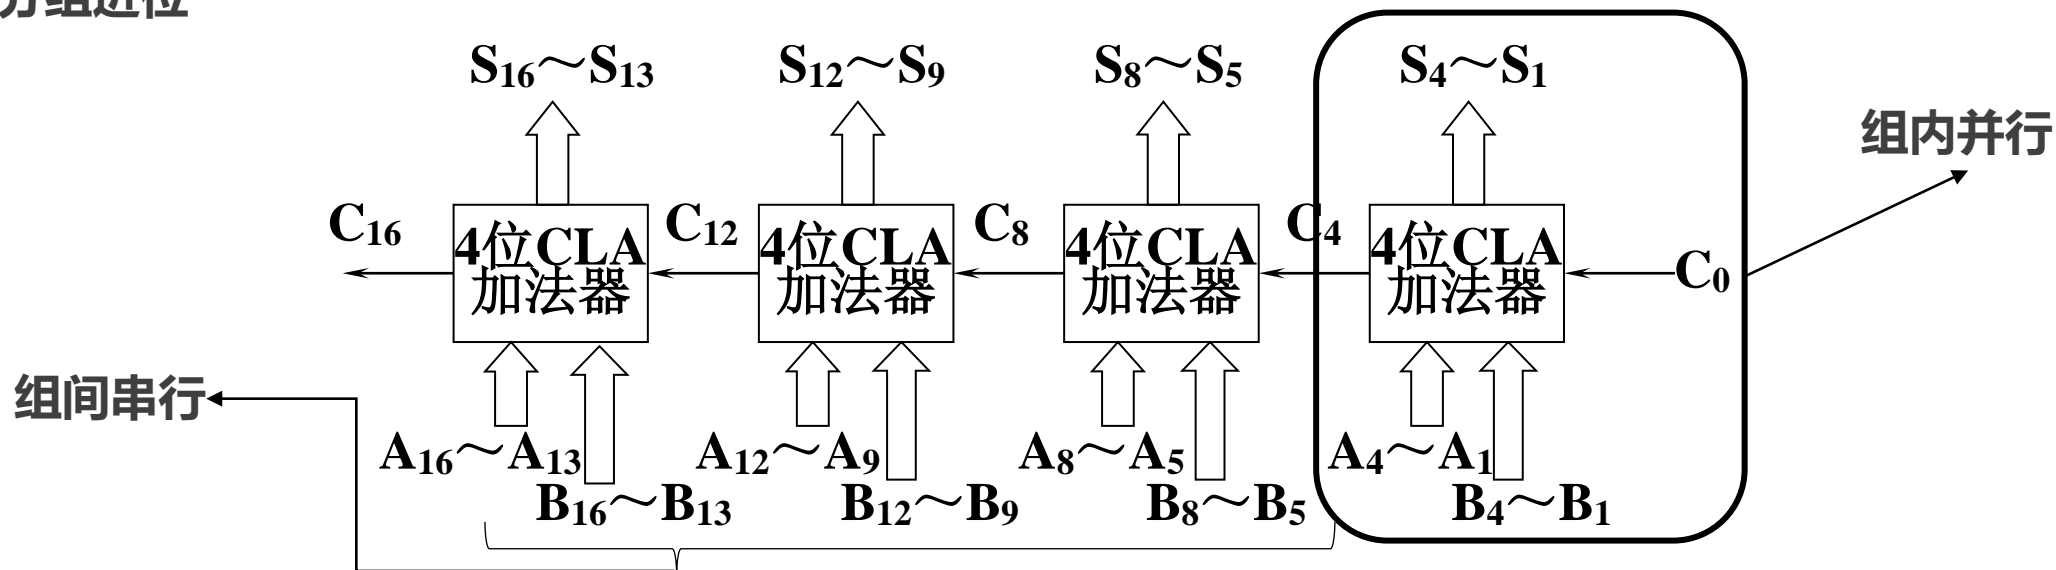 分组进位
S16～S13 S12～S9 S8～S5 S4～S1
组内并行
C16 C12 C8 C4
4位CLA 4位CLA 4位CLA 4位CLA
加法器 加法器 加法器 加法器
C0
组间串行
A16～A13 A12～A9 A8～A5 A4～A1
B16～B13 B12～B9 B8～B5 B4～B1